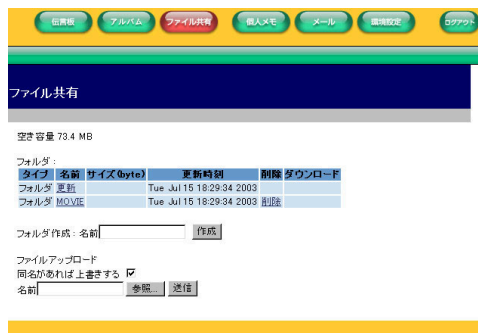 伝言板 アルバム ファイル共有 個人メモ メール 環境設定 ログアウト
ファイル共有
空き容量 73.4 MB
フォルダ :
タイプ 名前 サイズ(byte) 更新時刻 削除 ダウンロード
フォルダ 更新 Tue Jul 15 18:29:34 2003
フォルダ MOVIE Tue Jul 15 18:29:34 2003 削除
フォルダ作成 : 名前 作成
ファイルアップロード
同名があれば上書きする
名前 参照... 送信